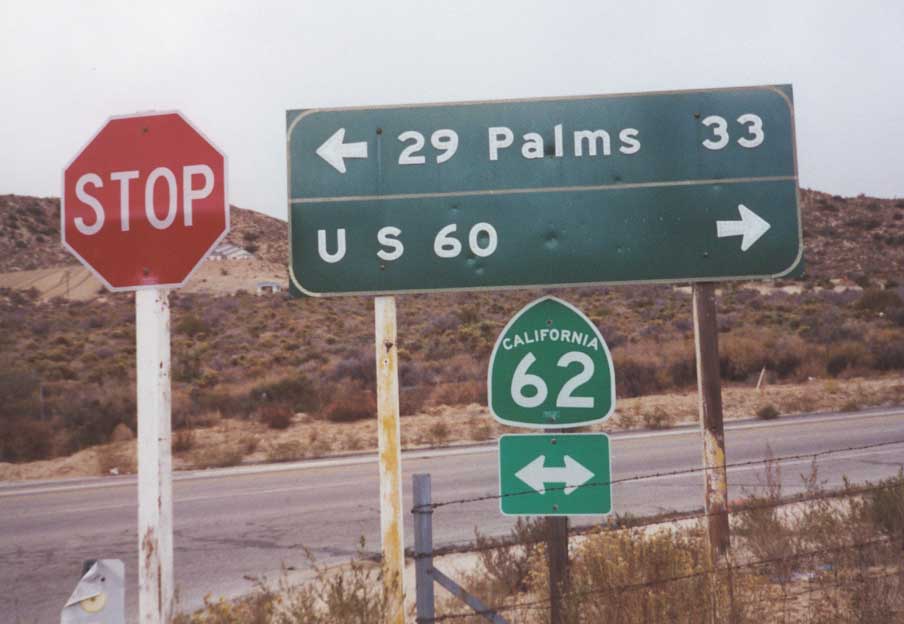 STOP
29 Palms 33
U S 60
CALIFORNIA
62